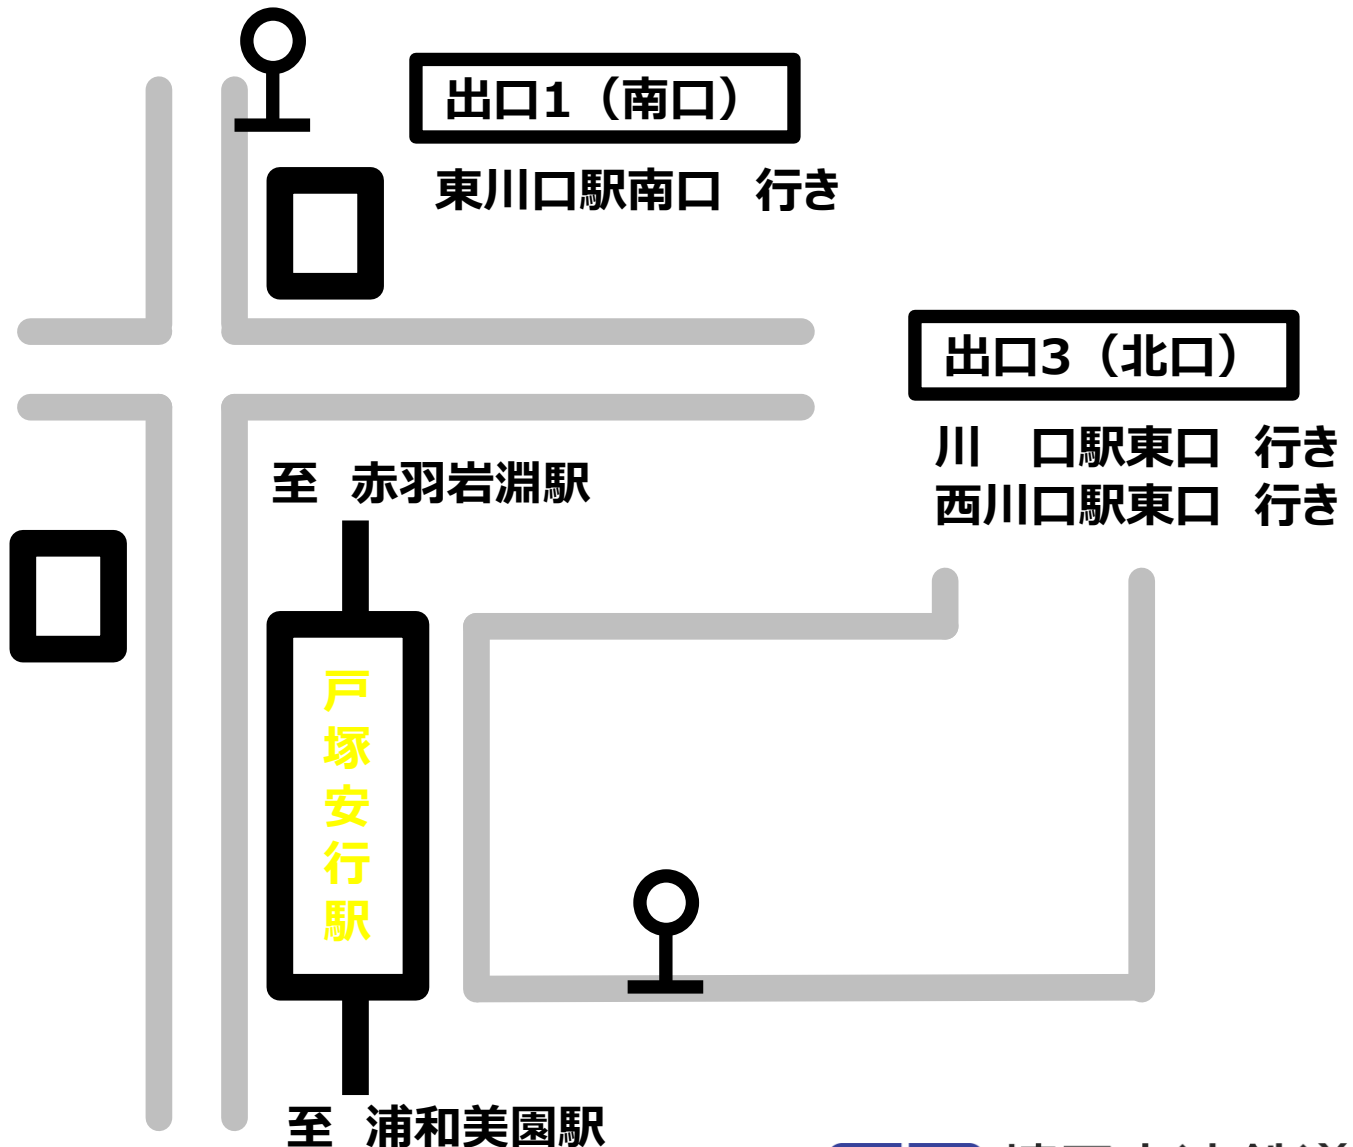 出口1（南口）
東川口駅南口　行き
出口3（北口）
川　口駅東口　行き
西川口駅東口　行き
至　赤羽岩淵駅
戸塚安行駅
至　浦和美園駅